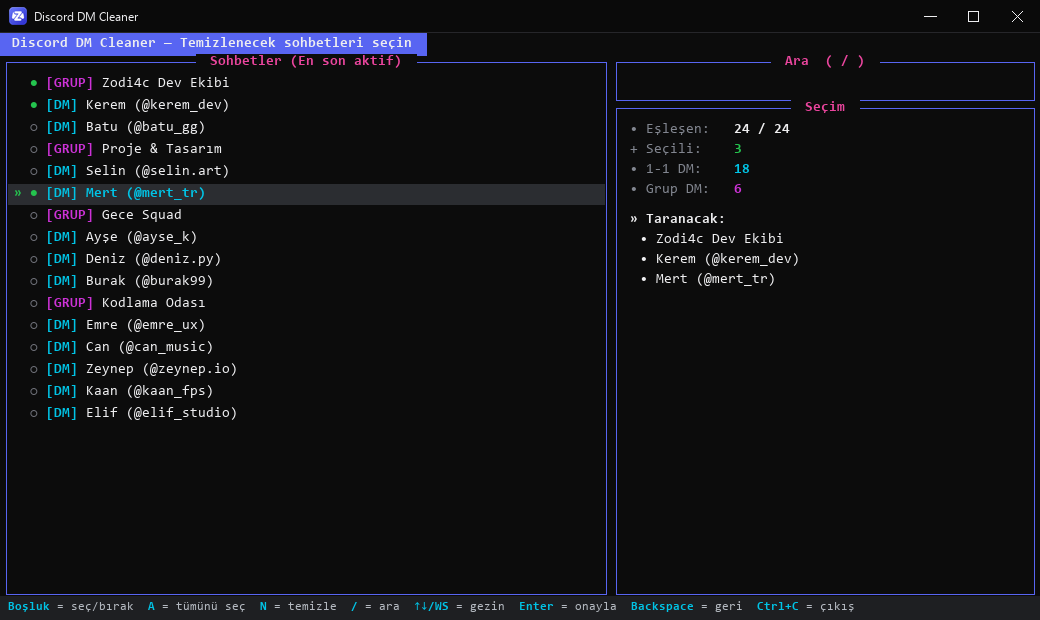 Discord DM Cleaner
Discord DM Cleaner — Temizlenecek sohbetleri seçin
Sohbetler (En son aktif)
● [GRUP] Zodi4c Dev Ekibi
● [DM] Kerem (@kerem_dev)
○ [DM] Batu (@batu_gg)
○ [GRUP] Proje & Tasarım
○ [DM] Selin (@selin.art)
» ● [DM] Mert (@mert_tr)
○ [GRUP] Gece Squad
○ [DM] Ayşe (@ayse_k)
○ [DM] Deniz (@deniz.py)
○ [DM] Burak (@burak99)
○ [GRUP] Kodlama Odası
○ [DM] Emre (@emre_ux)
○ [DM] Can (@can_music)
○ [DM] Zeynep (@zeynep.io)
○ [DM] Kaan (@kaan_fps)
○ [DM] Elif (@elif_studio)
Ara ( / )
Seçim
• Eşleşen: 24 / 24
+ Seçili: 3
• 1-1 DM: 18
• Grup DM: 6
» Taranacak:
• Zodi4c Dev Ekibi
• Kerem (@kerem_dev)
• Mert (@mert_tr)
Boşluk = seç/bırak A = tümünü seç N = temizle / = ara ↑↓/WS = gezin Enter = onayla Backspace = geri Ctrl+C = çıkış